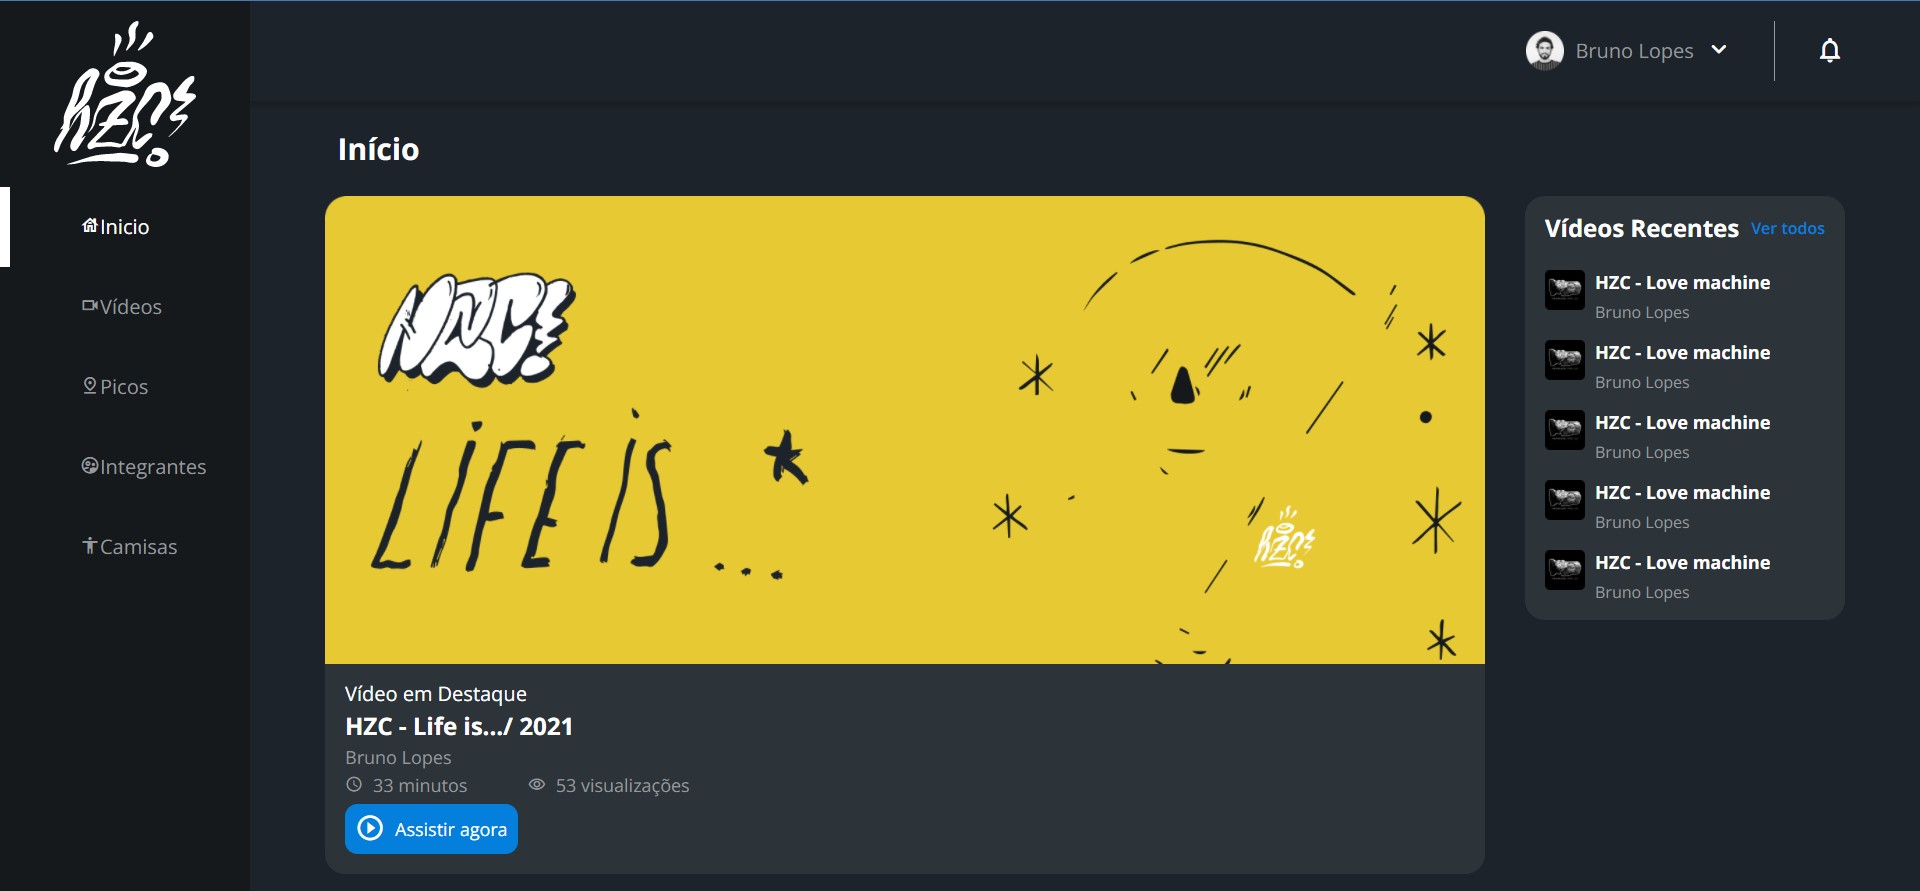 HZC!
Bruno Lopes
Início
Inicio
Vídeos
Picos
Integrantes
Camisas
HZC!
LIFE IS ...
HZC!
Vídeo em Destaque
HZC - Life is.../ 2021
Bruno Lopes
33 minutos
53 visualizações
Assistir agora
Vídeos Recentes
Ver todos
HZC - Love machine
Bruno Lopes
HZC - Love machine
Bruno Lopes
HZC - Love machine
Bruno Lopes
HZC - Love machine
Bruno Lopes
HZC - Love machine
Bruno Lopes